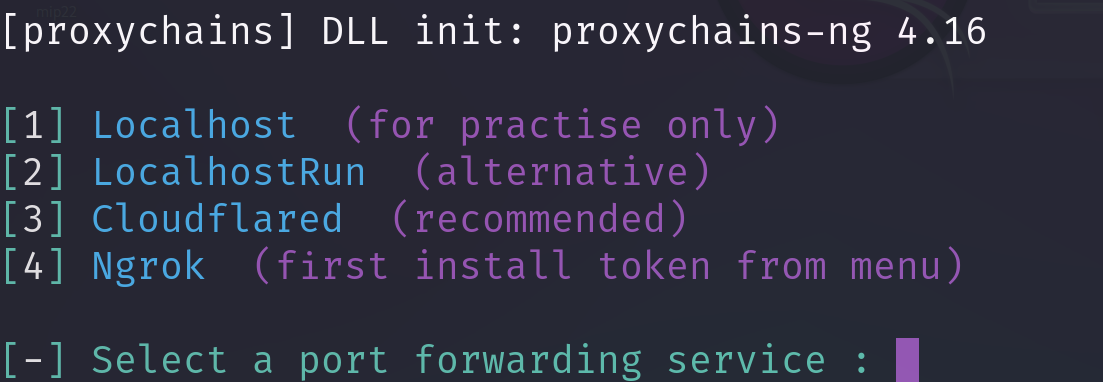 mip22
[proxychains] DLL init: proxychains-ng 4.16
[1] Localhost (for practise only)
[2] LocalhostRun (alternative)
[3] Cloudflared (recommended)
[4] Ngrok (first install token from menu)
[-] Select a port forwarding service :